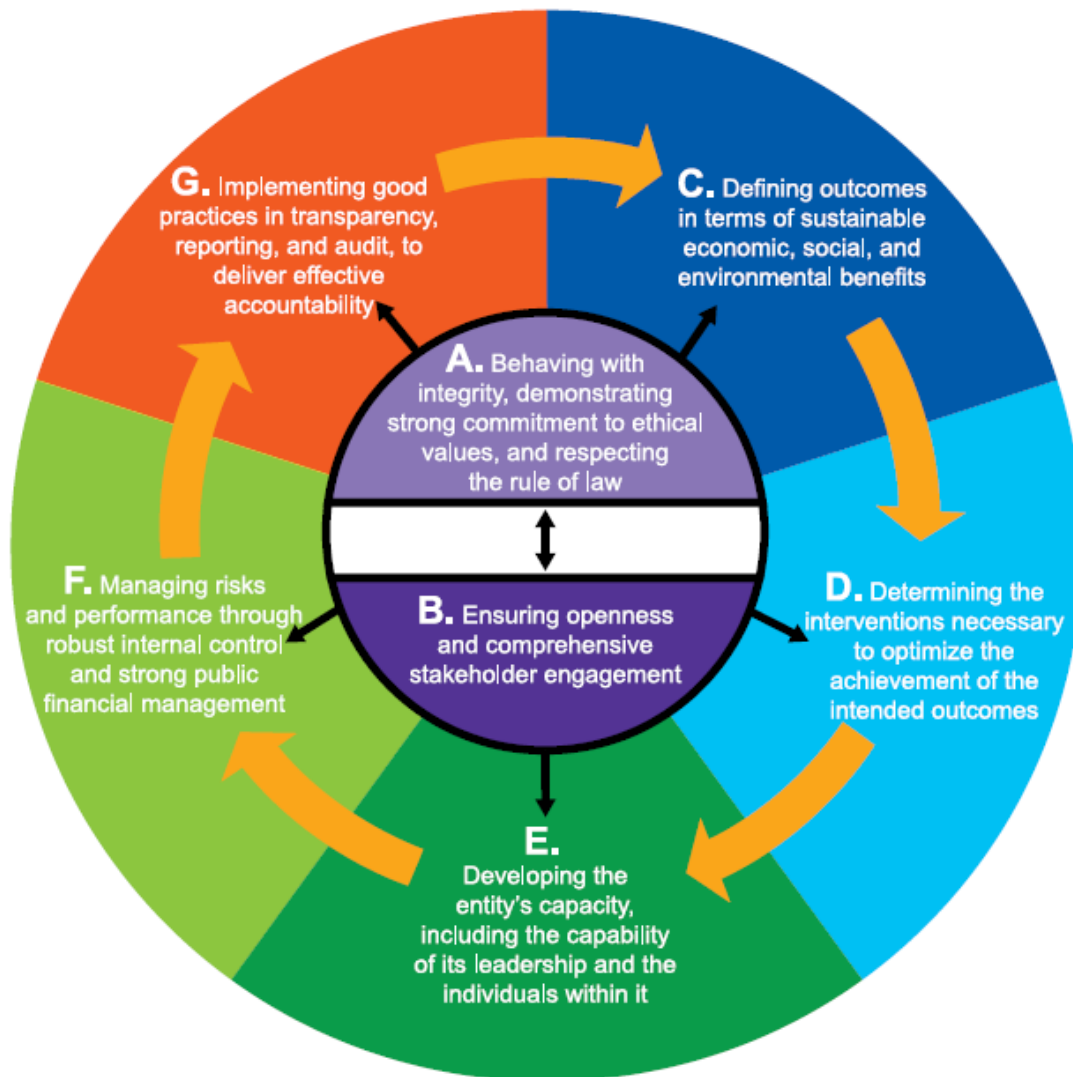 A. Behaving with
integrity, demonstrating
strong commitment to ethical
values, and respecting
the rule of law
B. Ensuring openness
and comprehensive
stakeholder engagement
C. Defining outcomes
in terms of sustainable
economic, social, and
environmental benefits
D. Determining the
interventions necessary
to optimize the
achievement of the
intended outcomes
E.
Developing the
entity's capacity,
including the capability
of its leadership and the
individuals within it
F. Managing risks
and performance through
robust internal control
and strong public
financial management
G. Implementing good
practices in transparency,
reporting, and audit, to
deliver effective
accountability